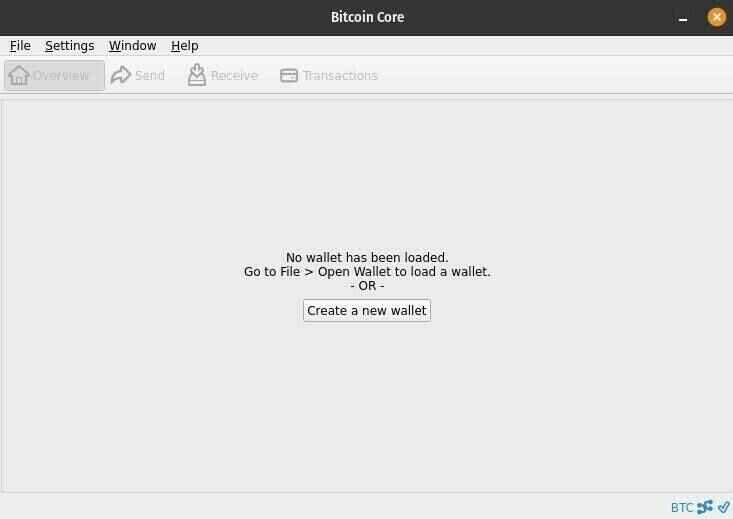 Bitcoin Core
File Settings Window Help
Overview Send Receive Transactions
No wallet has been loaded.
Go to File > Open Wallet to load a wallet.
- OR -
Create a new wallet
BTC